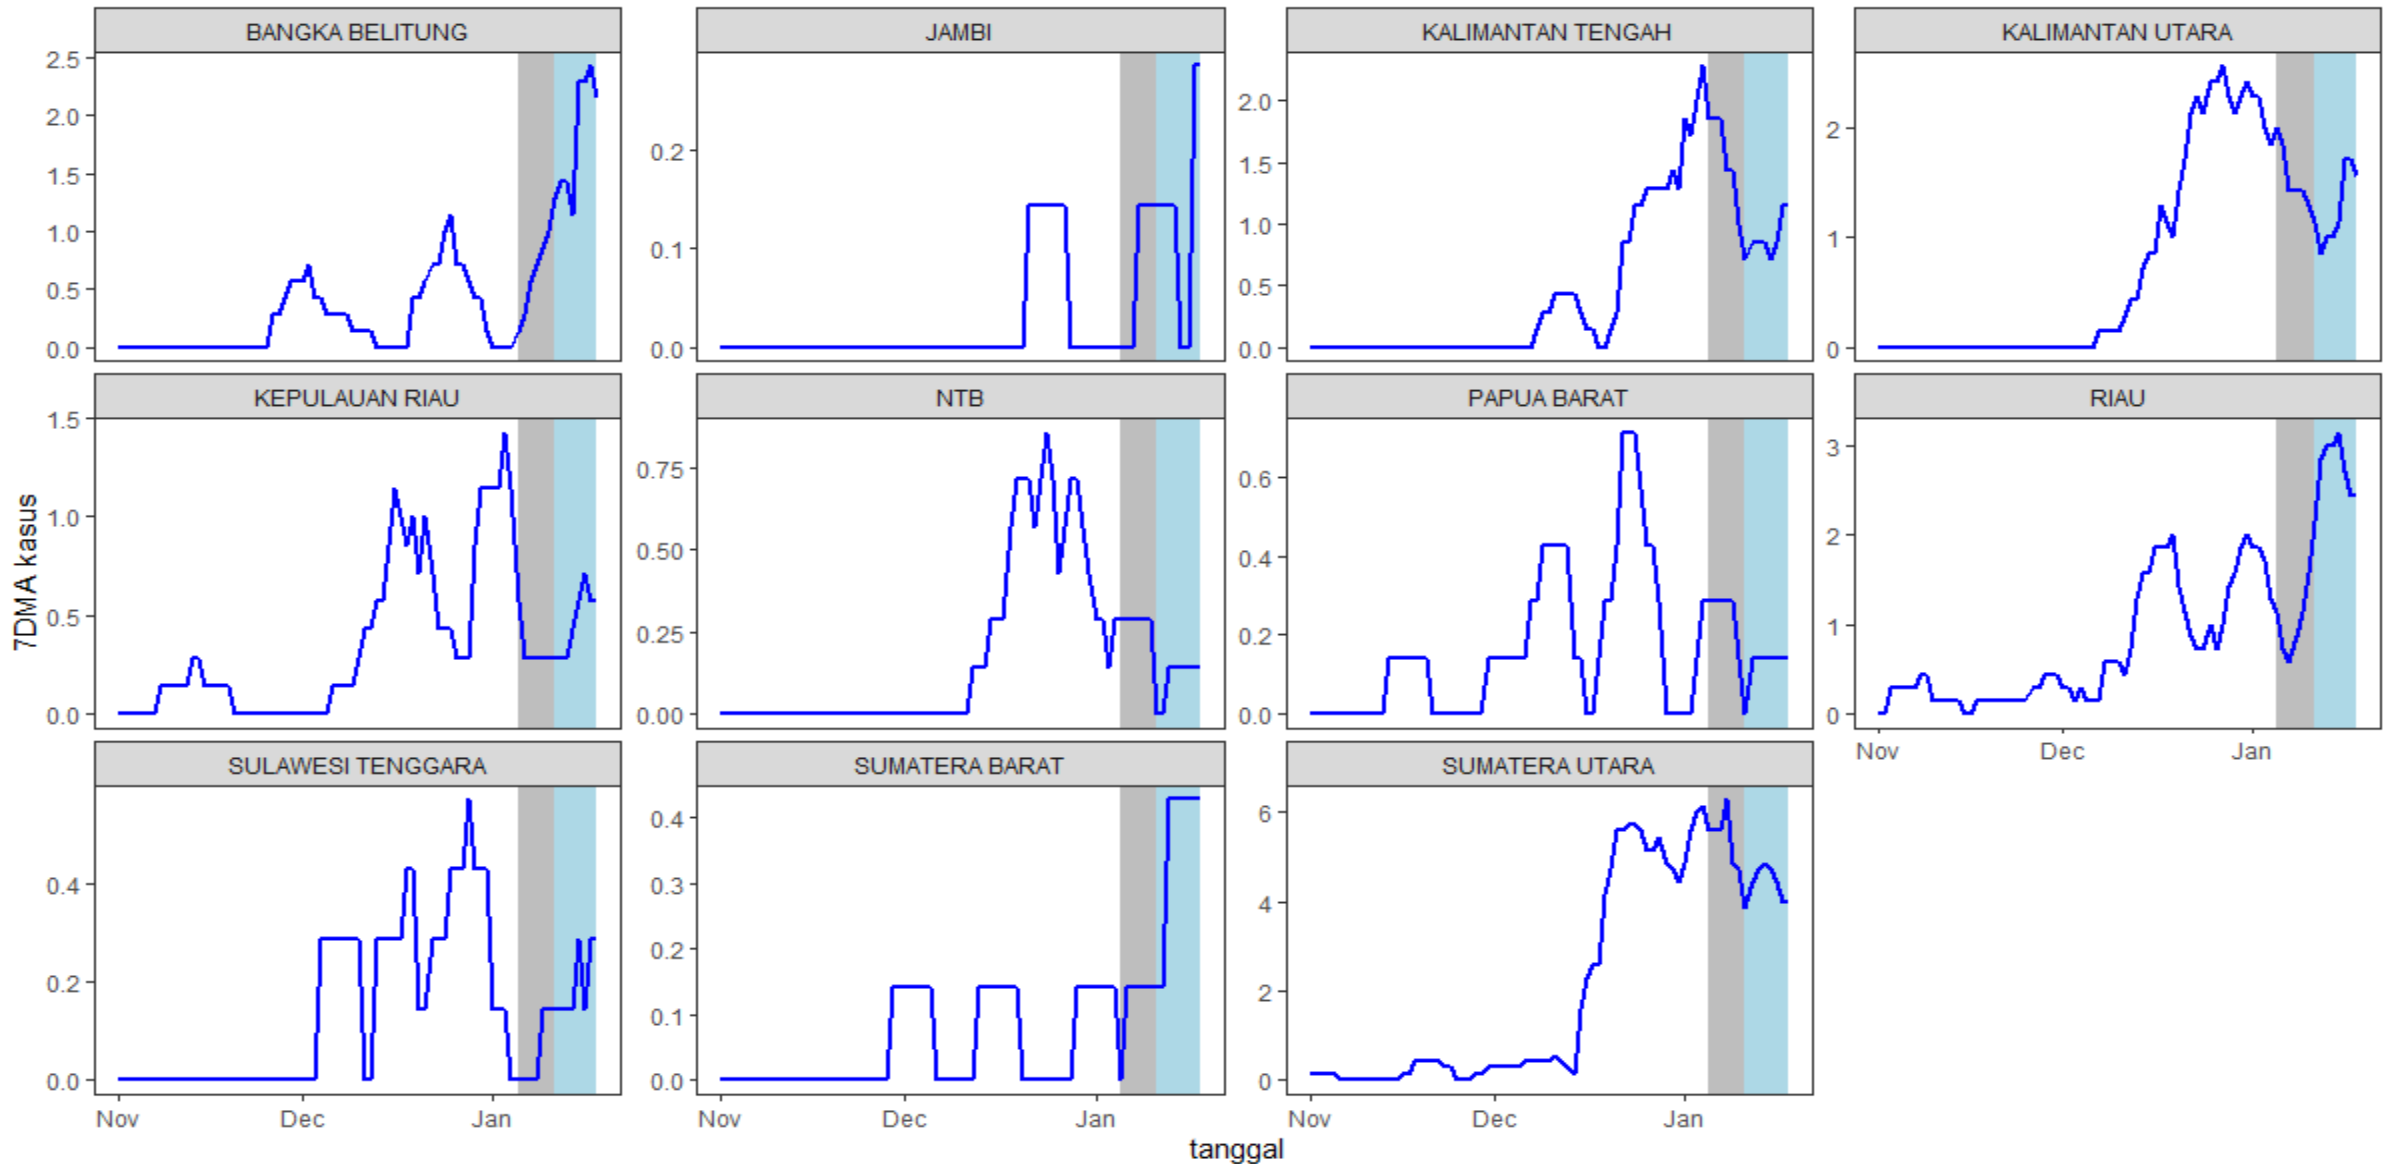 BANGKA BELITUNG
JAMBI
KALIMANTAN TENGAH
KALIMANTAN UTARA
2.5
2.0
1.5
1.0
0.5
0.0
0.2
0.1
0.0
2.0
1.5
1.0
0.5
0.0
2
1
0
KEPULAUAN RIAU
NTB
PAPUA BARAT
RIAU
1.5
1.0
0.5
0.0
0.75
0.50
0.25
0.00
0.6
0.4
0.2
0.0
3
2
1
0
Nov Dec Jan
7DMA kasus
SULAWESI TENGGARA
SUMATERA BARAT
SUMATERA UTARA
0.4
0.2
0.0
0.4
0.3
0.2
0.1
0.0
6
4
2
0
Nov Dec Jan
Nov Dec Jan
Nov Dec Jan
tanggal